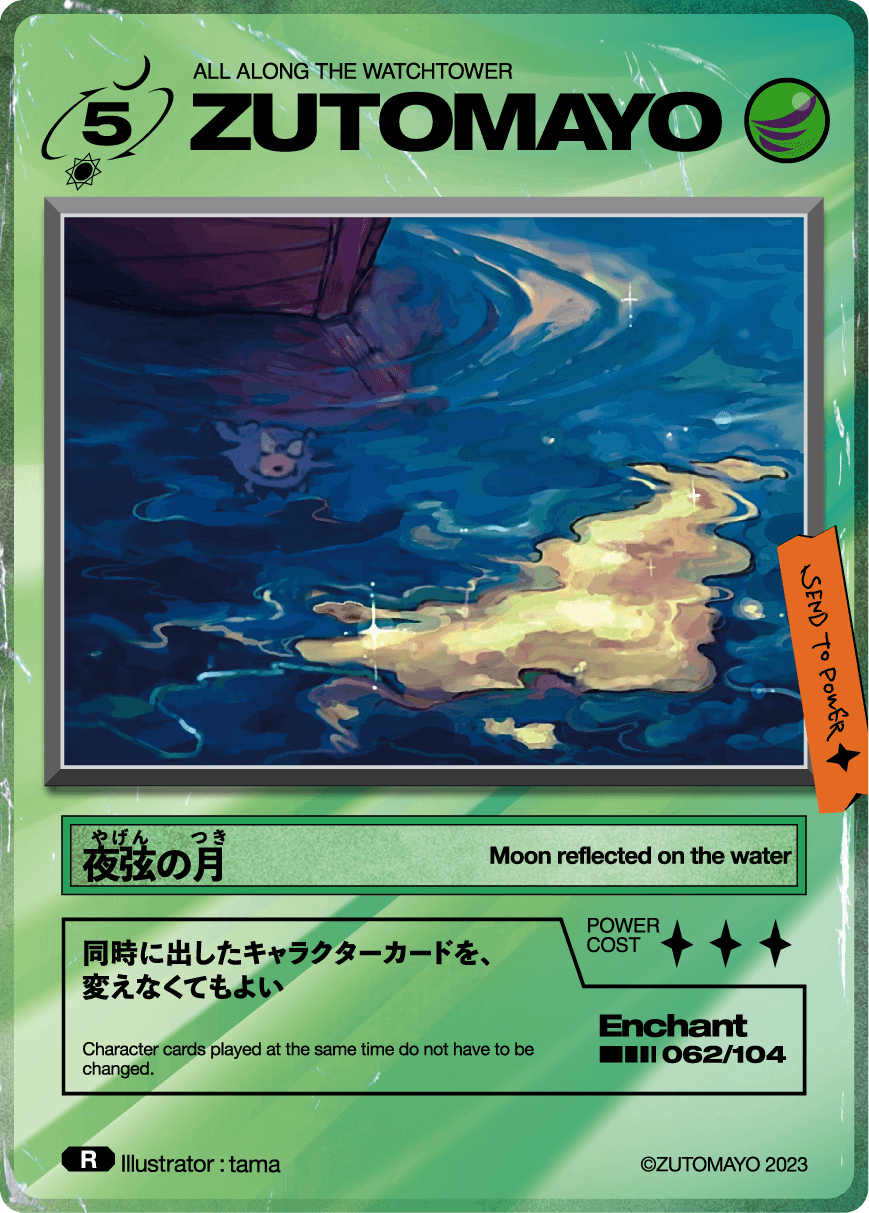 ALL ALONG THE WATCHTOWER
5
ZUTOMAYO
SEND TO POWER
やげん つき
夜弦の月
Moon reflected on the water
同時に出したキャラクターカードを、
変えなくてもよい
Character cards played at the same time do not have to be
changed.
POWER
COST
Enchant
062/104
R Illustrator : tama
©ZUTOMAYO 2023